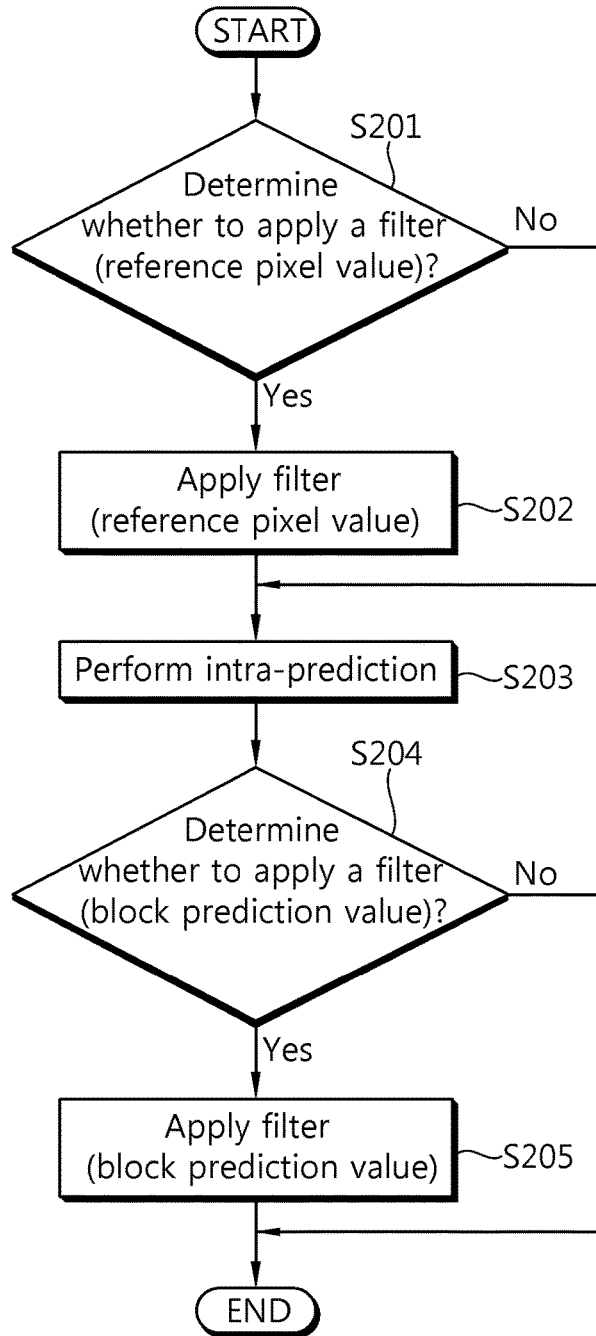 START
S201
Determine
whether to apply a filter
(reference pixel value)?
No
Yes
Apply filter
(reference pixel value)
S202
Perform intra-prediction
S203
S204
Determine
whether to apply a filter
(block prediction value)?
No
Yes
Apply filter
(block prediction value)
S205
END